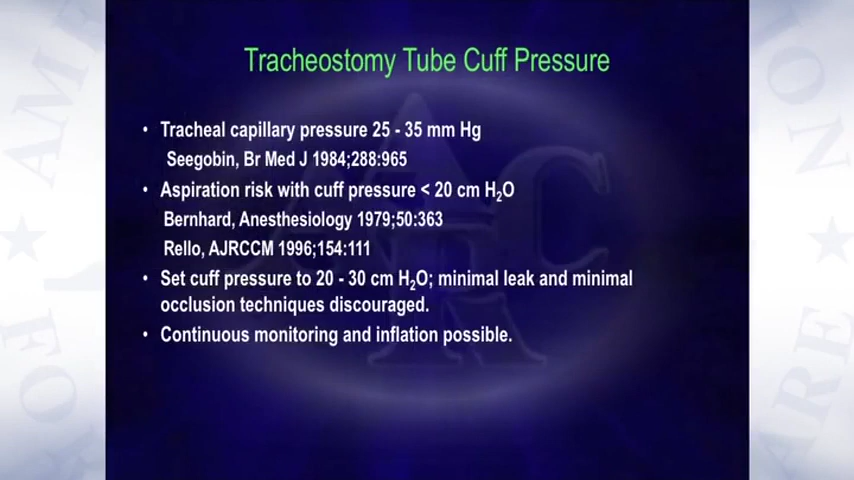 Tracheostomy Tube Cuff Pressure
• Tracheal capillary pressure 25 - 35 mm Hg
Seegobin, Br Med J 1984;288:965
• Aspiration risk with cuff pressure < 20 cm H₂O
Bernhard, Anesthesiology 1979;50:363
Rello, AJRCCM 1996;154:111
• Set cuff pressure to 20 - 30 cm H₂O; minimal leak and minimal
occlusion techniques discouraged.
• Continuous monitoring and inflation possible.